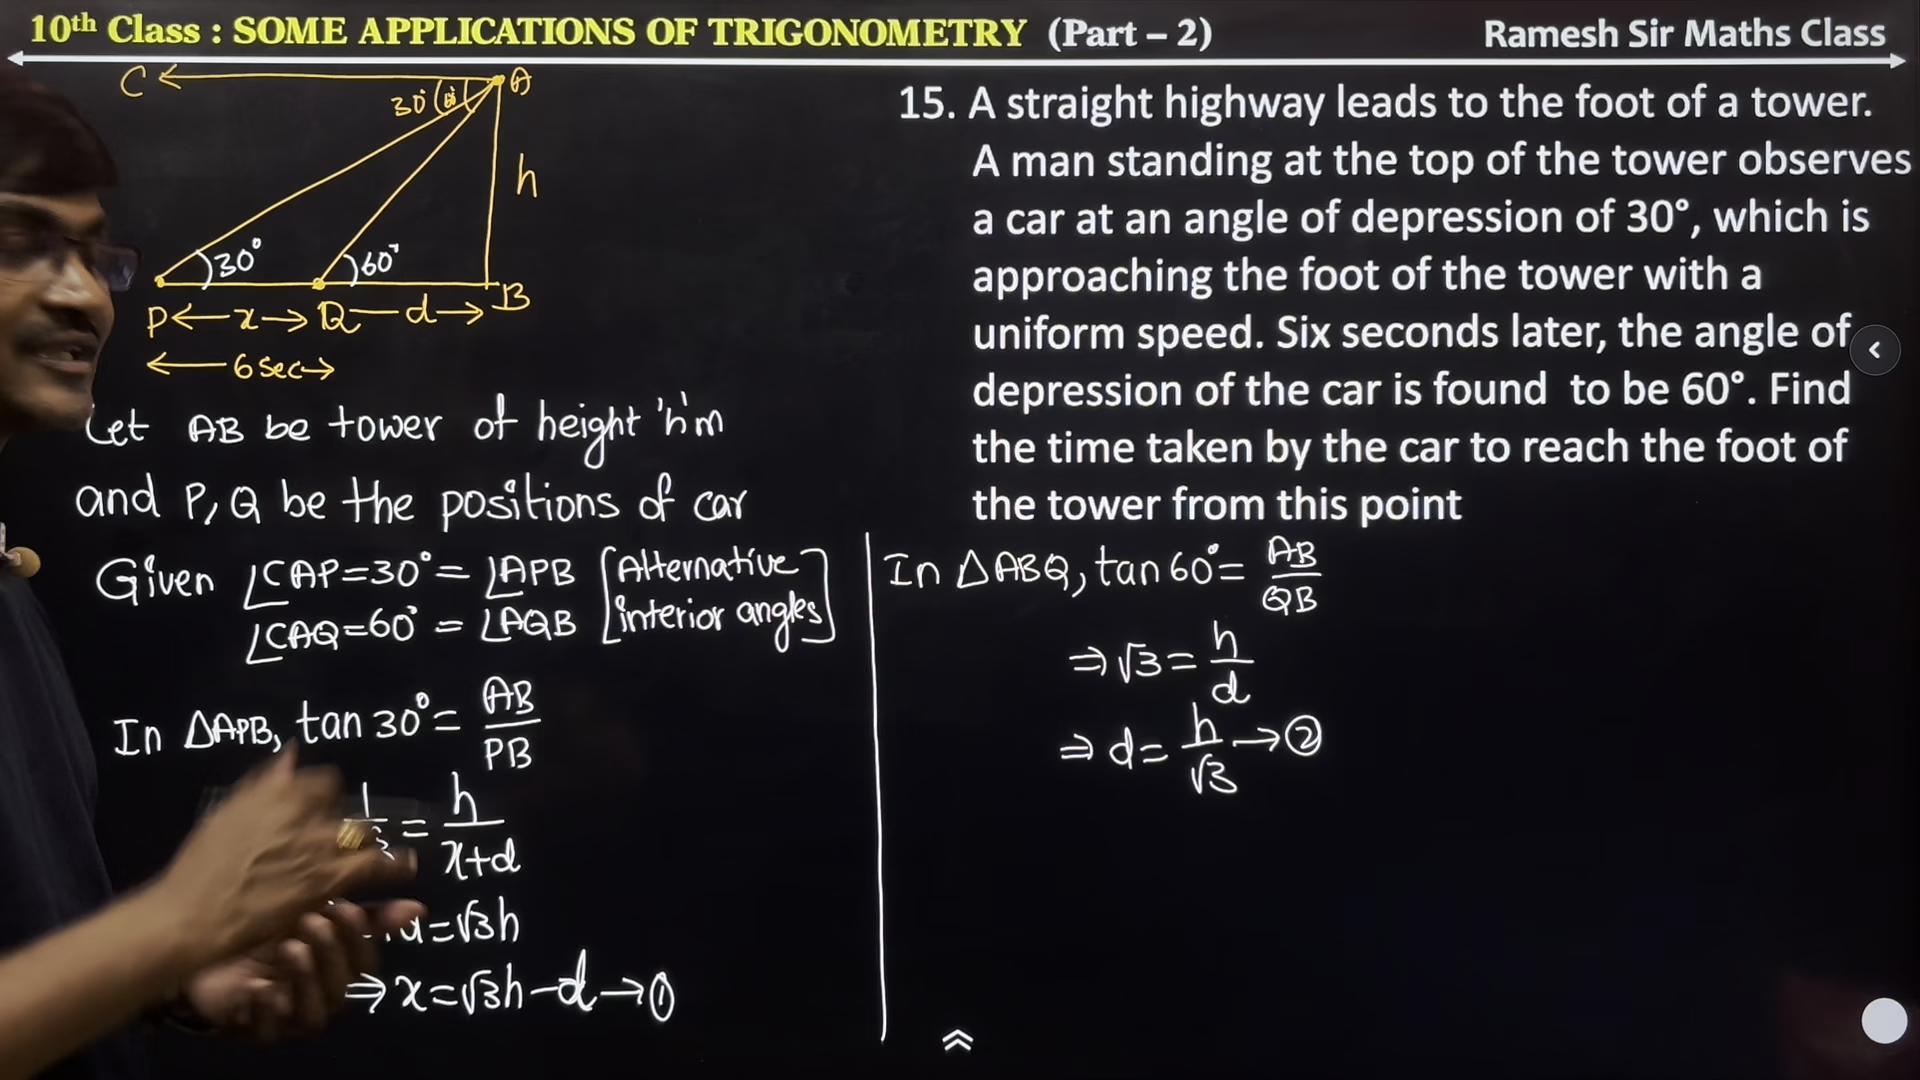 10th Class : SOME APPLICATIONS OF TRIGONOMETRY (Part – 2) Ramesh Sir Maths Class
C A
30° 60°
h
30° 60°
P ← x → Q — d → B
← 6 sec →
15. A straight highway leads to the foot of a tower.
A man standing at the top of the tower observes
a car at an angle of depression of 30°, which is
approaching the foot of the tower with a
uniform speed. Six seconds later, the angle of
depression of the car is found to be 60°. Find
the time taken by the car to reach the foot of
the tower from this point
Let AB be tower of height 'h'm
and P, Q be the positions of car
Given ∠CAP=30° = ∠APB [Alternative
∠CAQ=60° = ∠AQB interior angles]
In ΔAPB, tan 30° = AB/PB
= h/x+d
=√3h
⇒ x=√3h-d → ①
In ΔABQ, tan 60° = AB/QB
⇒ √3 = h/d
⇒ d = h/√3 → ②